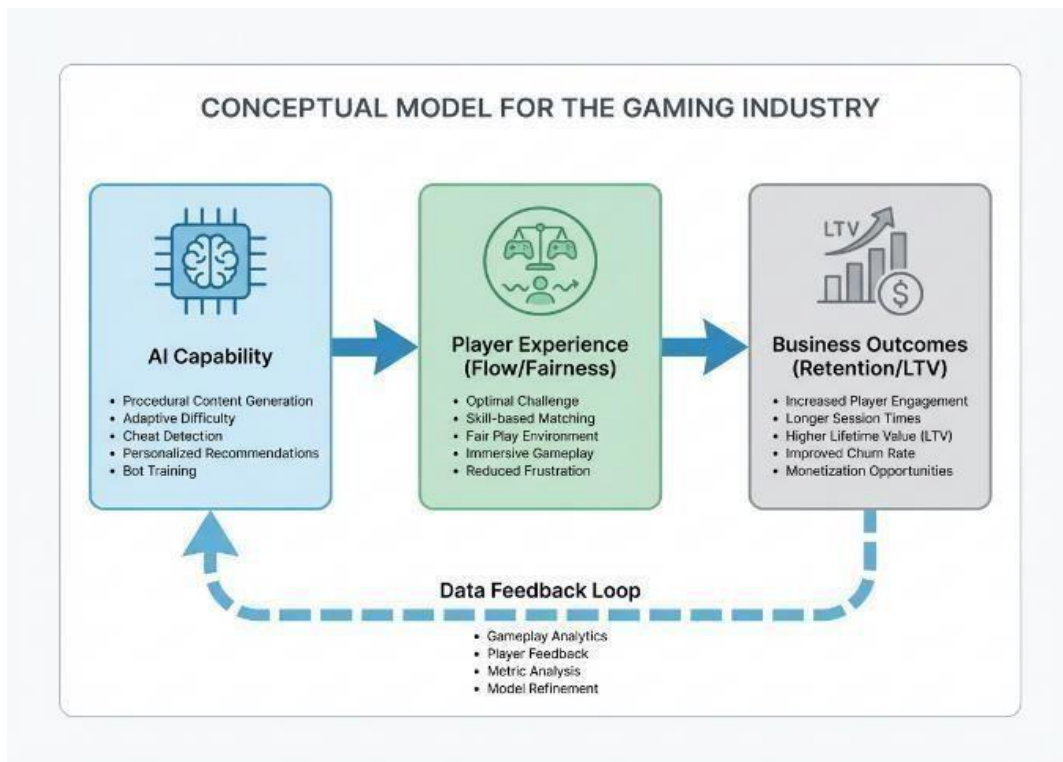 CONCEPTUAL MODEL FOR THE GAMING INDUSTRY
AI Capability
• Procedural Content Generation
• Adaptive Difficulty
• Cheat Detection
• Personalized Recommendations
• Bot Training
Player Experience
(Flow/Fairness)
• Optimal Challenge
• Skill-based Matching
• Fair Play Environment
• Immersive Gameplay
• Reduced Frustration
LTV
$
Business Outcomes
(Retention/LTV)
• Increased Player Engagement
• Longer Session Times
• Higher Lifetime Value (LTV)
• Improved Churn Rate
• Monetization Opportunities
Data Feedback Loop
• Gameplay Analytics
• Player Feedback
• Metric Analysis
• Model Refinement